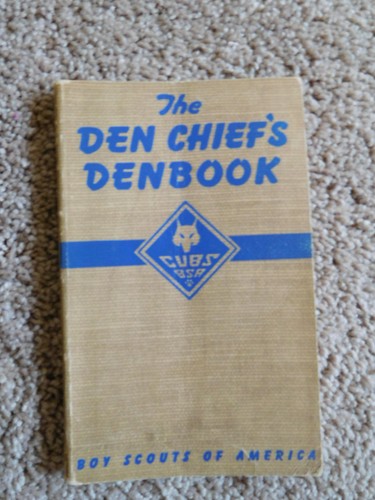 The
DEN CHIEF'S
DENBOOK
CUBS
BSA
BOY SCOUTS OF AMERICA